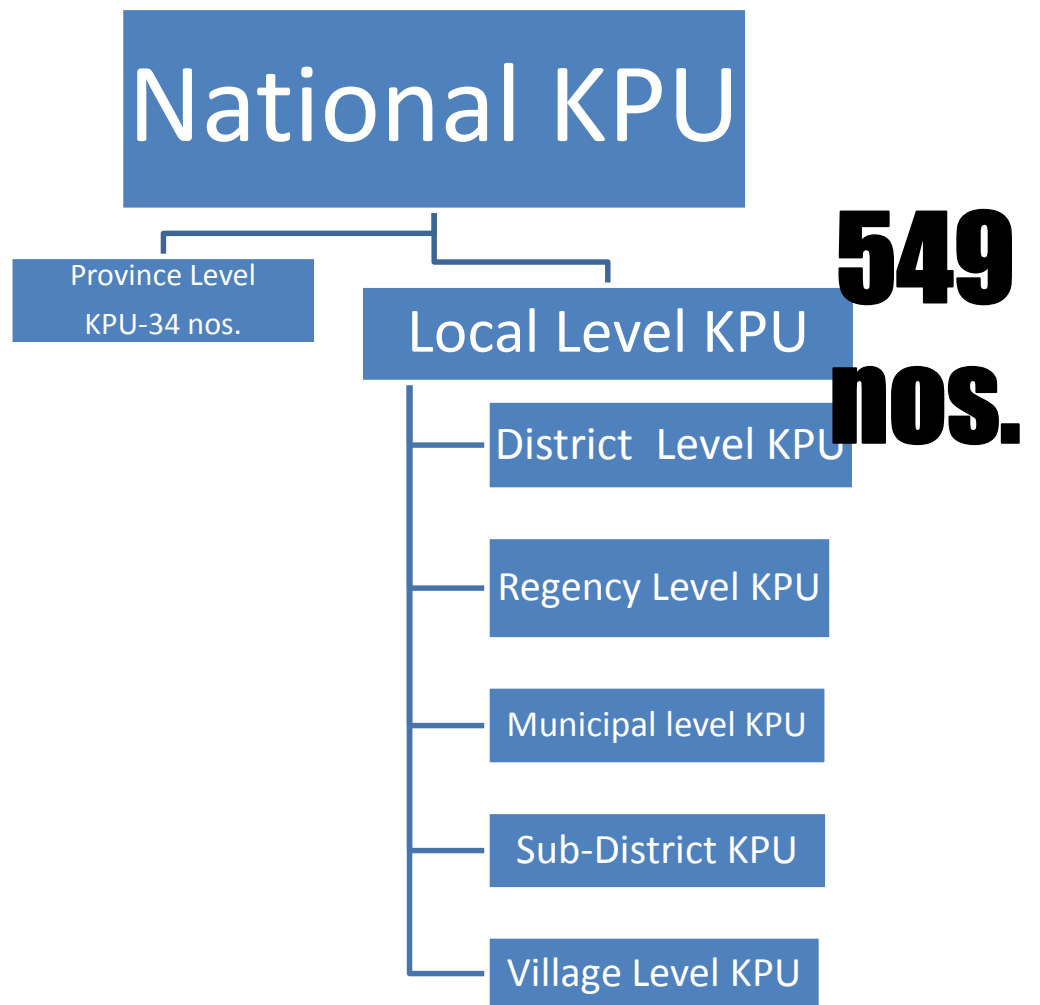 National KPU
Province Level
KPU-34 nos.
Local Level KPU
549
nos.
District Level KPU
Regency Level KPU
Municipal level KPU
Sub-District KPU
Village Level KPU